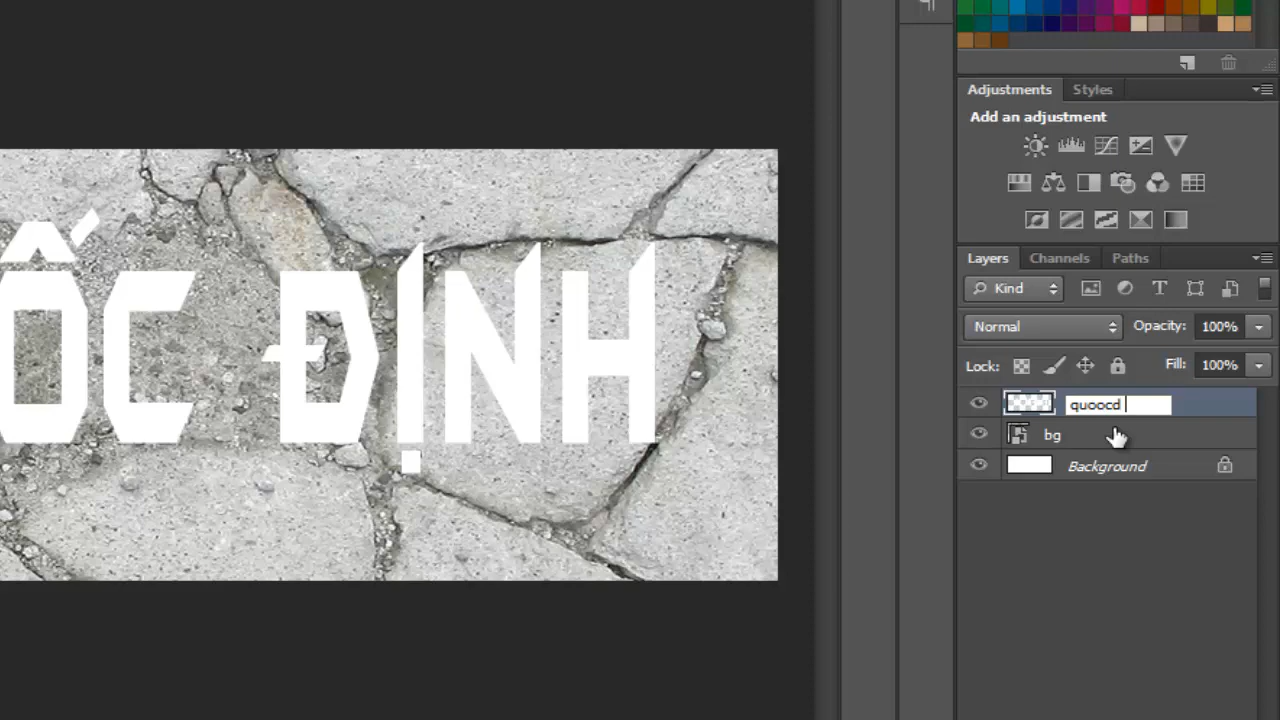 Adjustments Styles
Add an adjustment
ỐC ĐỊNH
Layers Channels Paths
Kind
Normal Opacity: 100%
Lock: Fill: 100%
quoocd
bg
Background